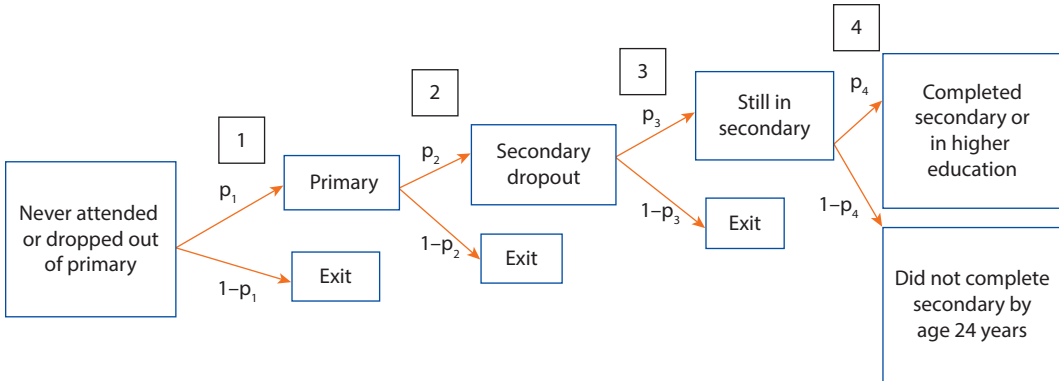 1
2
3
4
Never attended
or dropped out
of primary
p1
1–p1
Primary
Exit
p2
1–p2
Secondary
dropout
Exit
p3
1–p3
Still in
secondary
Exit
p4
1–p4
Completed
secondary or
in higher
education
Did not complete
secondary by
age 24 years